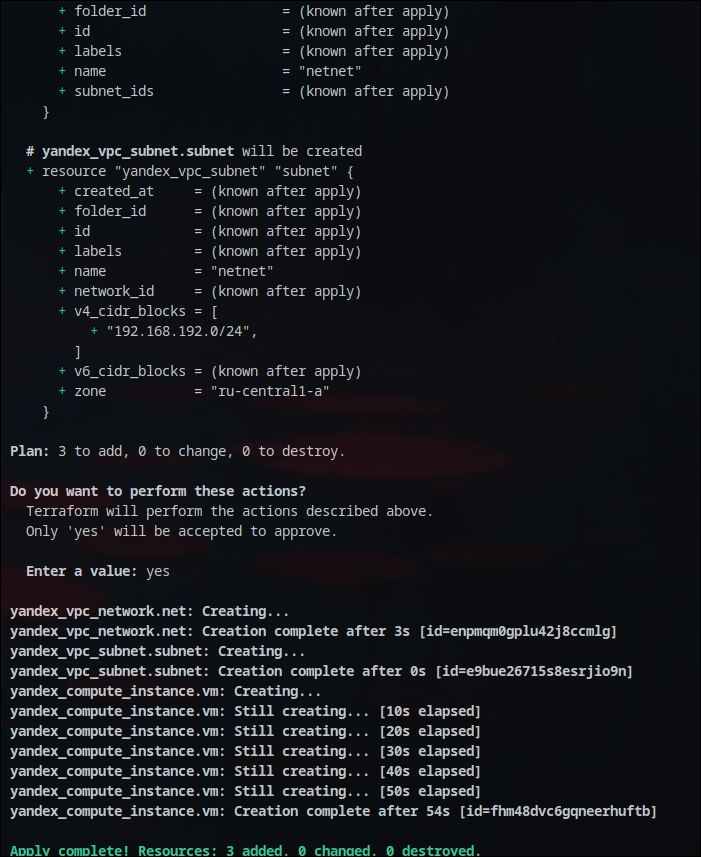 + folder_id = (known after apply)
+ id = (known after apply)
+ labels = (known after apply)
+ name = "netnet"
+ subnet_ids = (known after apply)
}
# yandex_vpc_subnet.subnet will be created
+ resource "yandex_vpc_subnet" "subnet" {
+ created_at = (known after apply)
+ folder_id = (known after apply)
+ id = (known after apply)
+ labels = (known after apply)
+ name = "netnet"
+ network_id = (known after apply)
+ v4_cidr_blocks = [
+ "192.168.192.0/24",
]
+ v6_cidr_blocks = (known after apply)
+ zone = "ru-central1-a"
}
Plan: 3 to add, 0 to change, 0 to destroy.
Do you want to perform these actions?
Terraform will perform the actions described above.
Only 'yes' will be accepted to approve.
Enter a value: yes
yandex_vpc_network.net: Creating...
yandex_vpc_network.net: Creation complete after 3s [id=enpmqm0gplu42j8ccmlg]
yandex_vpc_subnet.subnet: Creating...
yandex_vpc_subnet.subnet: Creation complete after 0s [id=e9bue26715s8esrjio9n]
yandex_compute_instance.vm: Creating...
yandex_compute_instance.vm: Still creating... [10s elapsed]
yandex_compute_instance.vm: Still creating... [20s elapsed]
yandex_compute_instance.vm: Still creating... [30s elapsed]
yandex_compute_instance.vm: Still creating... [40s elapsed]
yandex_compute_instance.vm: Still creating... [50s elapsed]
yandex_compute_instance.vm: Creation complete after 54s [id=fhm48dvc6gqneerhuftb]
Apply complete! Resources: 3 added, 0 changed, 0 destroyed.